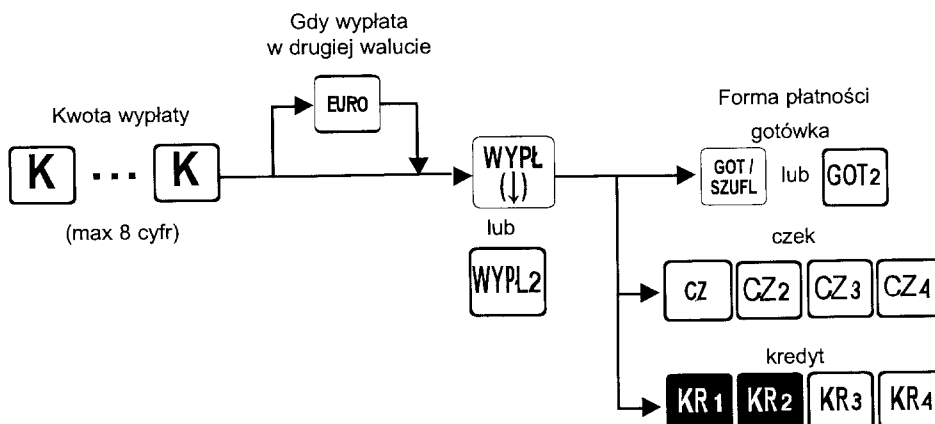 Gdy wypłata
w drugiej walucie
EURO
Kwota wypłaty
K ... K
(max 8 cyfr)
WYPŁ
(↓)
lub
WYPŁ2
Forma płatności
gotówka
GOT /
SZUFL
lub
GOT2
czek
CZ CZ2 CZ3 CZ4
kredyt
KR1 KR2 KR3 KR4